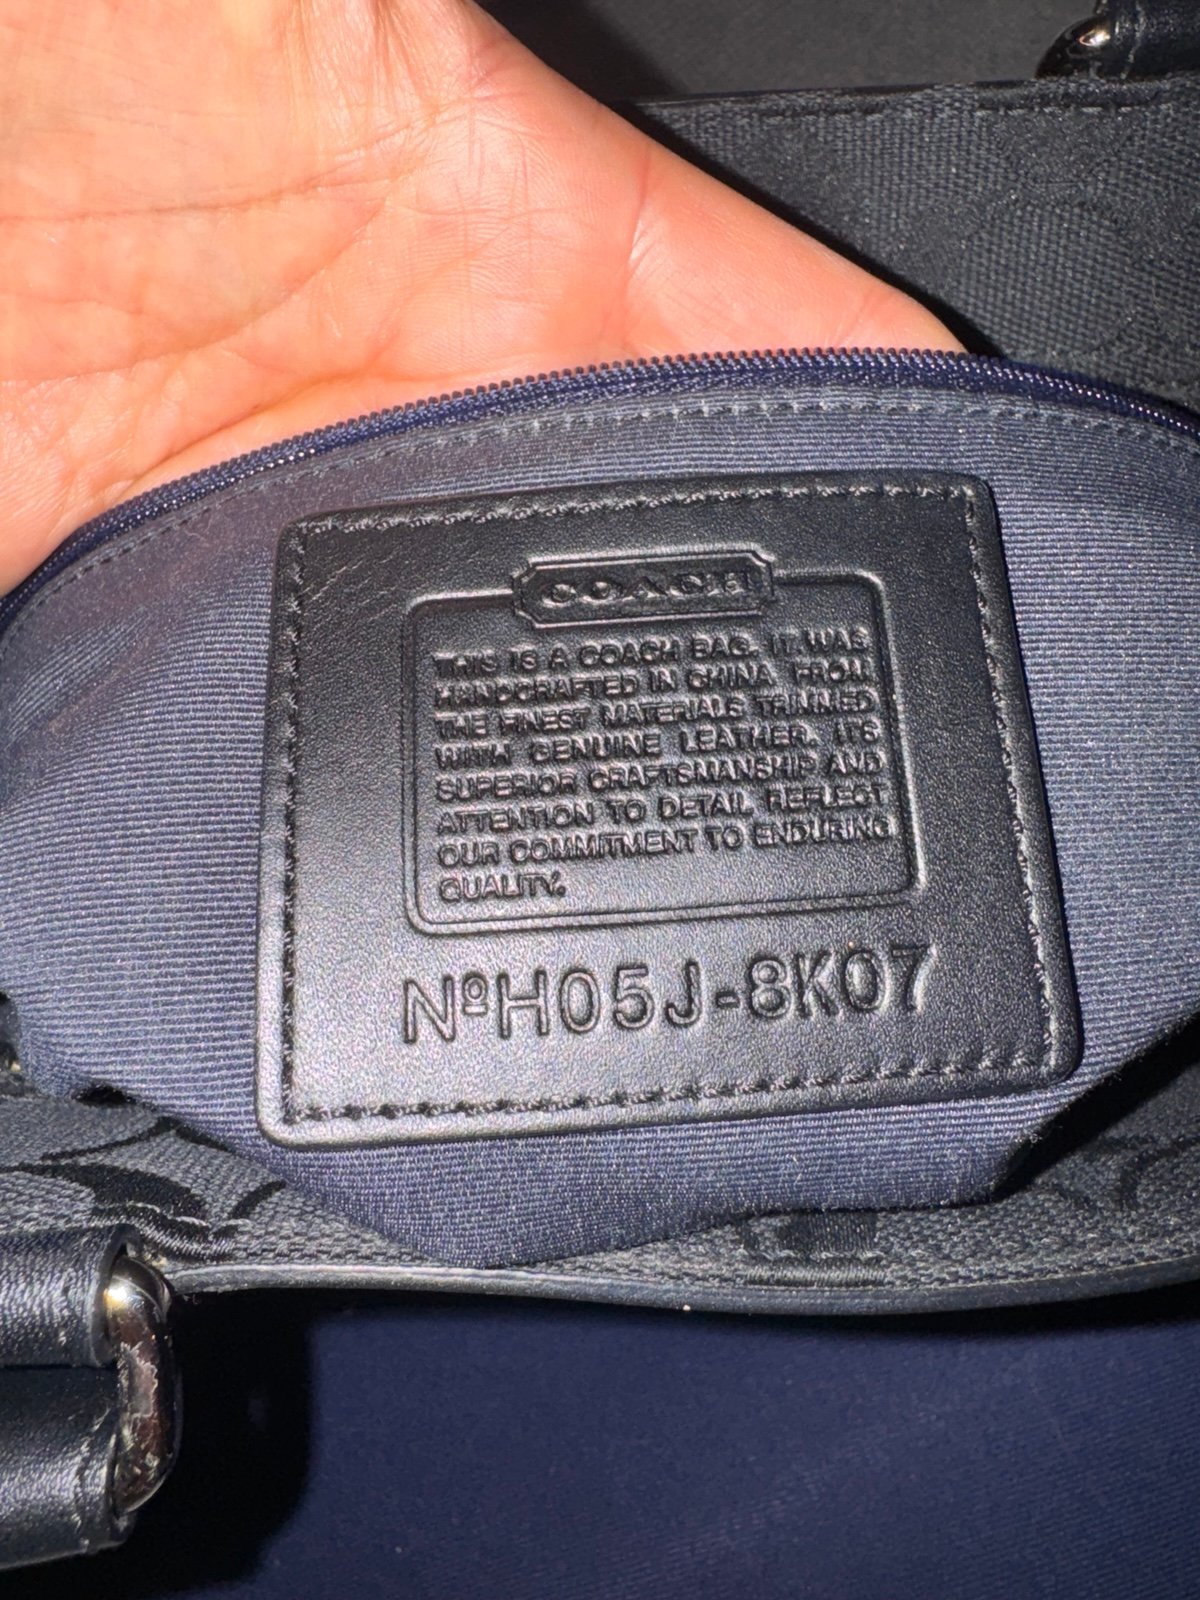 COACH
THIS IS A COACH BAG. IT WAS
HANDCRAFTED IN CHINA FROM
THE FINEST MATERIALS TRIMMED
WITH GENUINE LEATHER. ITS
SUPERIOR CRAFTSMANSHIP AND
ATTENTION TO DETAIL REFLECT
OUR COMMITMENT TO ENDURING
QUALITY.
NºH05J-8K07